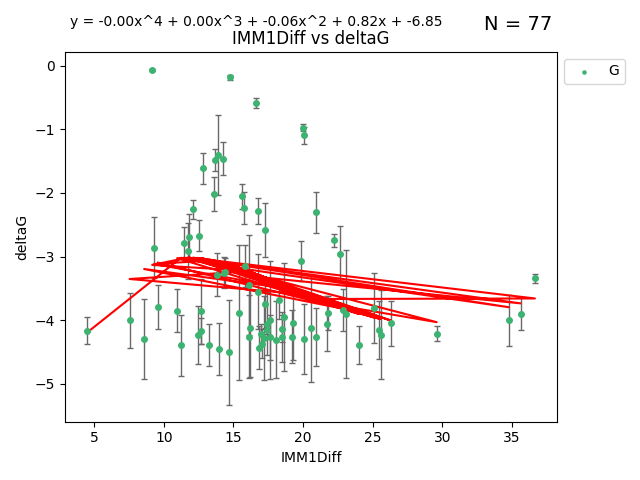 y = -0.00x^4 + 0.00x^3 + -0.06x^2 + 0.82x + -6.85
N = 77
IMM1Diff vs deltaG
G
0
−1
−2
−3
−4
−5
deltaG
5 10 15 20 25 30 35
IMM1Diff